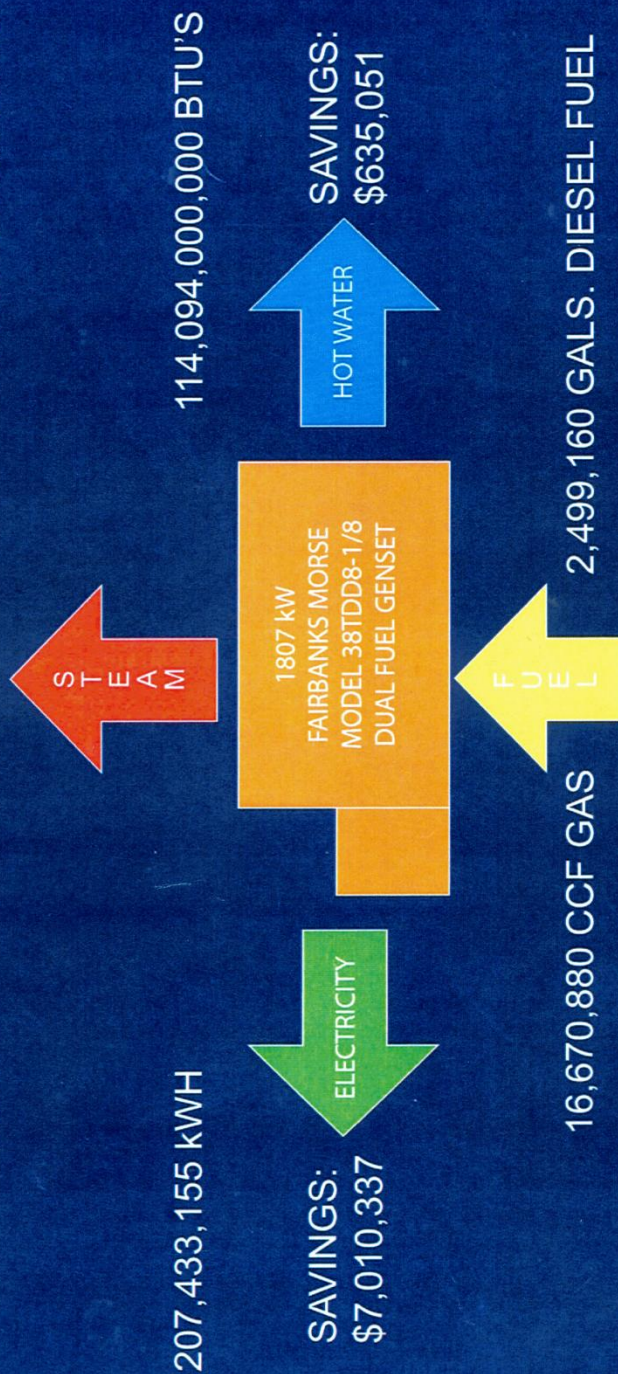 S
T
E
A
M
207,433,155 kWH
114,094,000,000 BTU'S
SAVINGS:
$7,010,337
ELECTRICITY
1807 kW
FAIRBANKS MORSE
MODEL 38TDD8-1/8
DUAL FUEL GENSET
HOT WATER
SAVINGS:
$635,051
F
U
E
L
16,670,880 CCF GAS
2,499,160 GALS. DIESEL FUEL